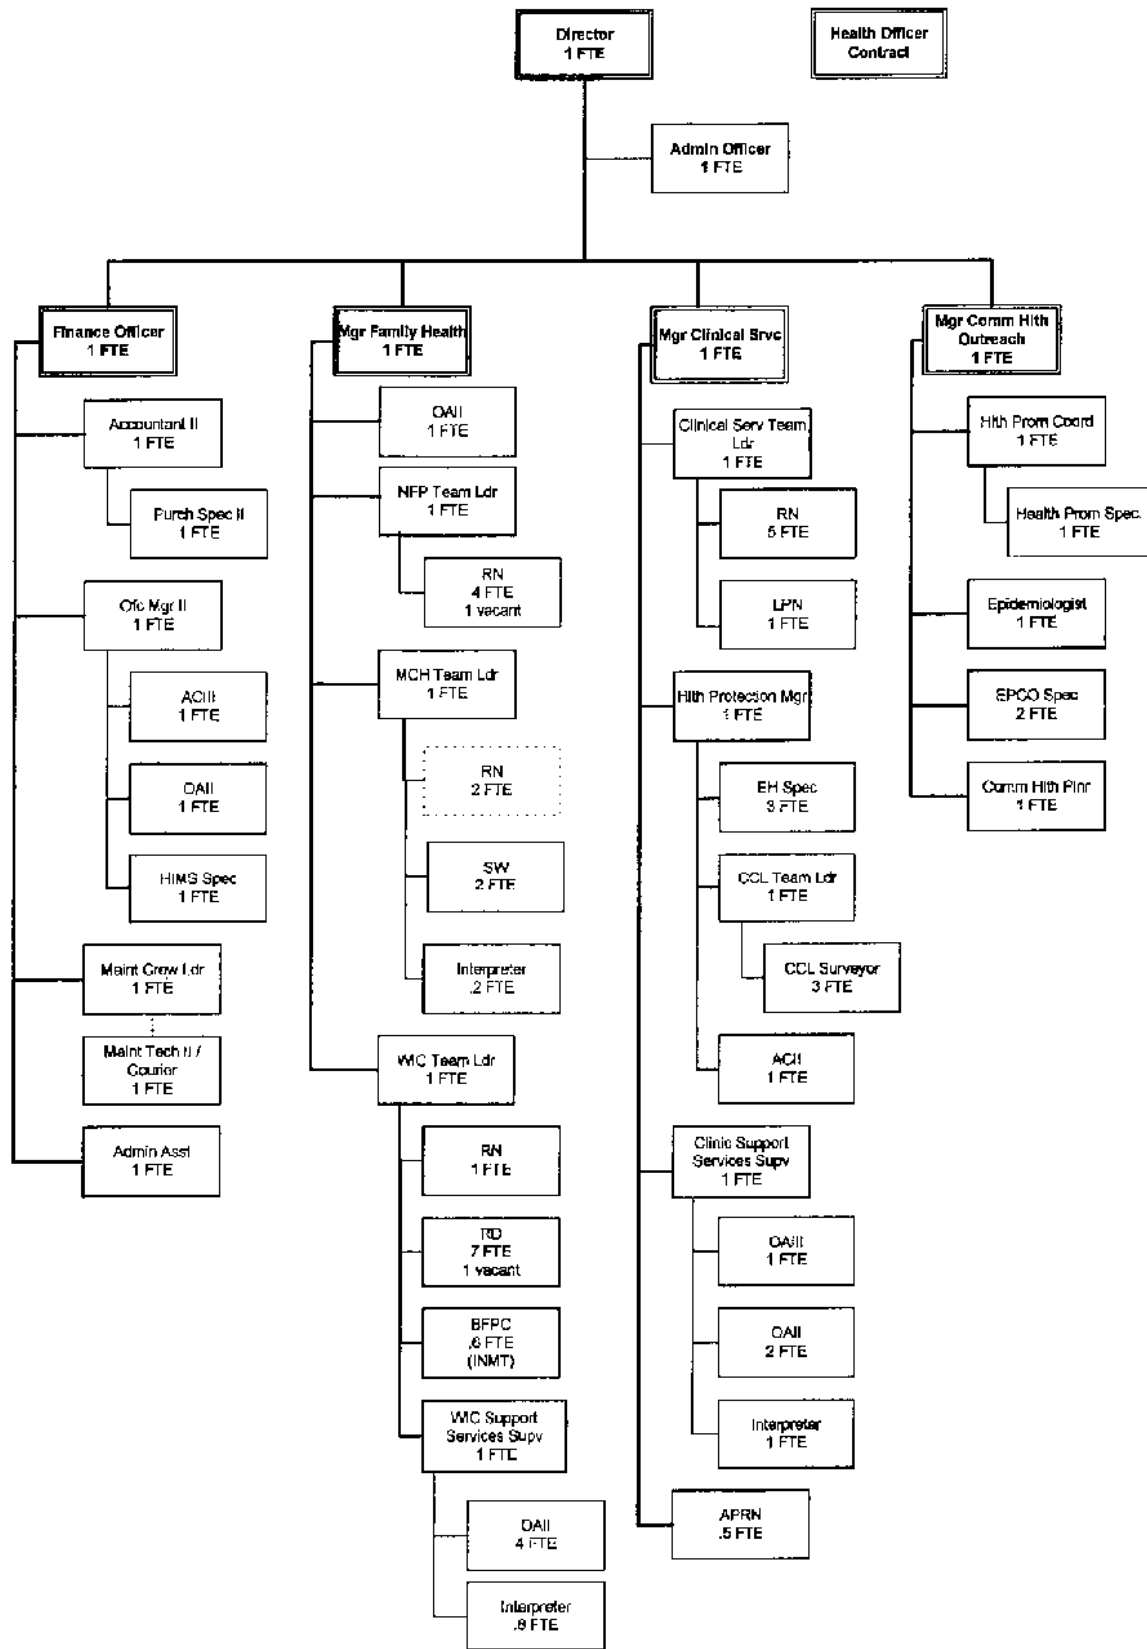 Director
1 FTE
Health Officer
Contract
Admin Officer
1 FTE
Finance Officer
1 FTE
Accountant II
1 FTE
Purch Spec II
1 FTE
Ofc Mgr II
1 FTE
ACIII
1 FTE
OAII
1 FTE
HIMS Spec
1 FTE
Maint Crew Ldr
1 FTE
Maint Tech II /
Courier
1 FTE
Admin Asst
1 FTE
Mgr Family Health
1 FTE
OAII
1 FTE
NFP Team Ldr
1 FTE
RN
4 FTE
1 vacant
MCH Team Ldr
1 FTE
RN
2 FTE
SW
2 FTE
Interpreter
.2 FTE
WIC Team Ldr
1 FTE
RN
1 FTE
RD
7 FTE
1 vacant
BFPC
.6 FTE
(INMT)
WIC Support
Services Supv
1 FTE
OAII
4 FTE
Interpreter
.8 FTE
Mgr Clinical Srvc
1 FTE
Clinical Serv Team
Ldr
1 FTE
RN
5 FTE
LPN
1 FTE
Hlth Protection Mgr
1 FTE
EH Spec
3 FTE
CCL Team Ldr
1 FTE
CCL Surveyor
3 FTE
ACII
1 FTE
Clinic Support
Services Supv
1 FTE
OAIII
1 FTE
OAII
2 FTE
Interpreter
1 FTE
APRN
.5 FTE
Mgr Comm Hlth
Outreach
1 FTE
Hlth Prom Coord
1 FTE
Health Prom Spec.
1 FTE
Epidemiologist
1 FTE
EPCO Spec
2 FTE
Comm Hlth Plnr
1 FTE